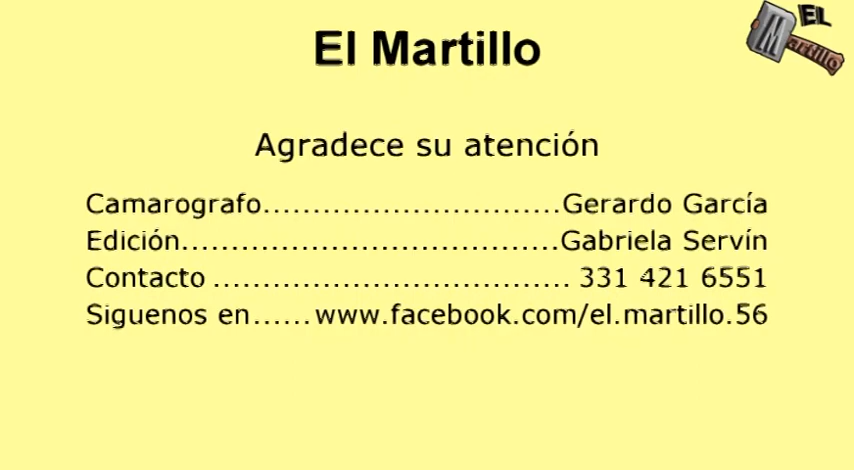 El Martillo
EL
Martillo
Agradece su atención
Camarografo..............................Gerardo García
Edición......................................Gabriela Servín
Contacto .................................... 331 421 6551
Siguenos en......www.facebook.com/el.martillo.56